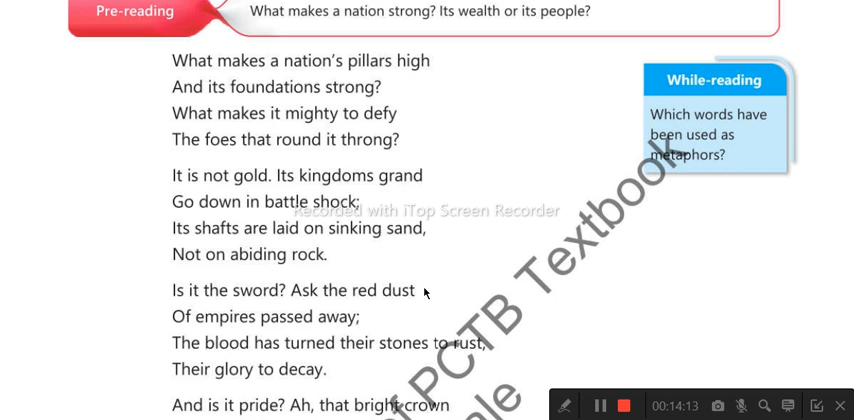 Pre-reading
What makes a nation strong? Its wealth or its people?
What makes a nation's pillars high
And its foundations strong?
What makes it mighty to defy
The foes that round it throng?
While-reading
Which words have
been used as
metaphors?
It is not gold. Its kingdoms grand
Go down in battle shock;
Recorded with iTop Screen Recorder
Its shafts are laid on sinking sand,
Not on abiding rock.
Is it the sword? Ask the red dust
Of empires passed away;
The blood has turned their stones to rust,
Their glory to decay.
And is it pride? Ah, that bright crown
of PCTB Textbook
00:14:13